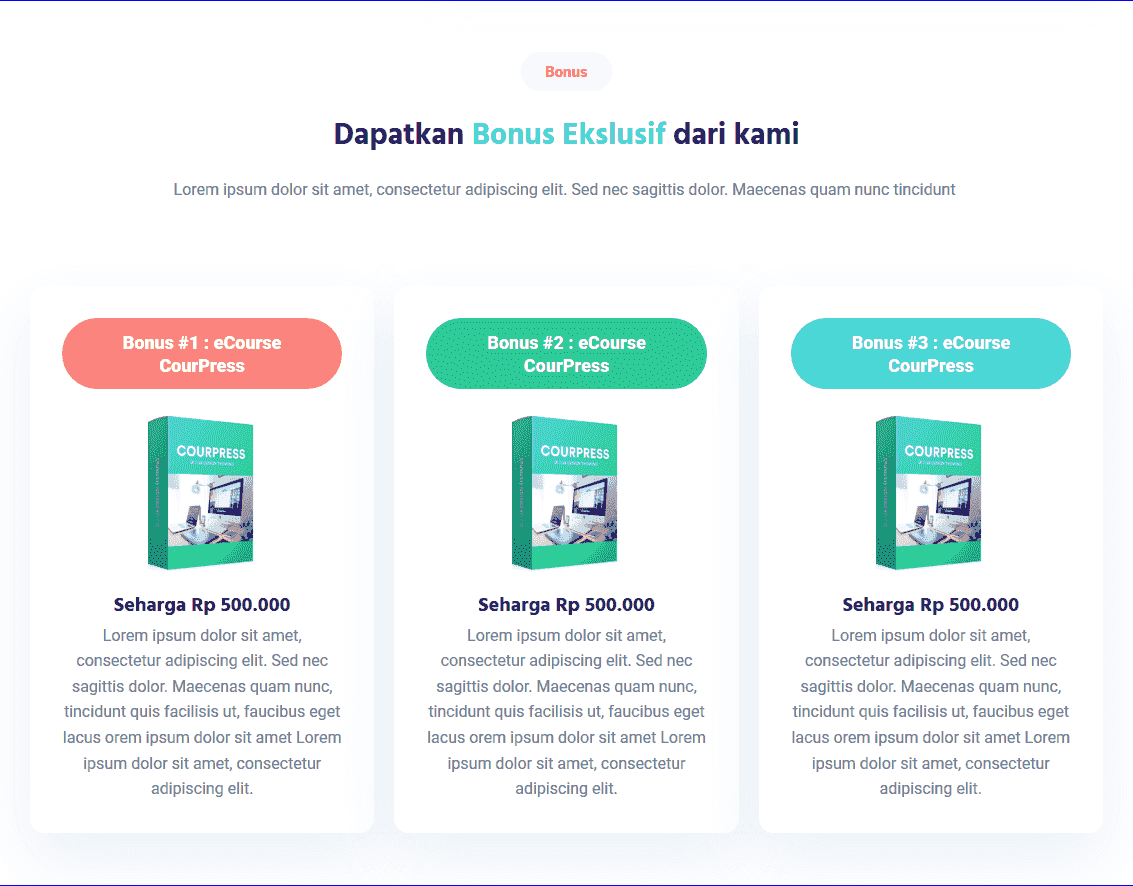 Bonus
Dapatkan Bonus Ekslusif dari kami
Lorem ipsum dolor sit amet, consectetur adipiscing elit. Sed nec sagittis dolor. Maecenas quam nunc tincidunt
Bonus #1 : eCourse
CourPress
COURPRESS
Seharga Rp 500.000
Lorem ipsum dolor sit amet,
consectetur adipiscing elit. Sed nec
sagittis dolor. Maecenas quam nunc,
tincidunt quis facilisis ut, faucibus eget
lacus orem ipsum dolor sit amet Lorem
ipsum dolor sit amet, consectetur
adipiscing elit.
Bonus #2 : eCourse
CourPress
COURPRESS
Seharga Rp 500.000
Lorem ipsum dolor sit amet,
consectetur adipiscing elit. Sed nec
sagittis dolor. Maecenas quam nunc,
tincidunt quis facilisis ut, faucibus eget
lacus orem ipsum dolor sit amet Lorem
ipsum dolor sit amet, consectetur
adipiscing elit.
Bonus #3 : eCourse
CourPress
COURPRESS
Seharga Rp 500.000
Lorem ipsum dolor sit amet,
consectetur adipiscing elit. Sed nec
sagittis dolor. Maecenas quam nunc,
tincidunt quis facilisis ut, faucibus eget
lacus orem ipsum dolor sit amet Lorem
ipsum dolor sit amet, consectetur
adipiscing elit.